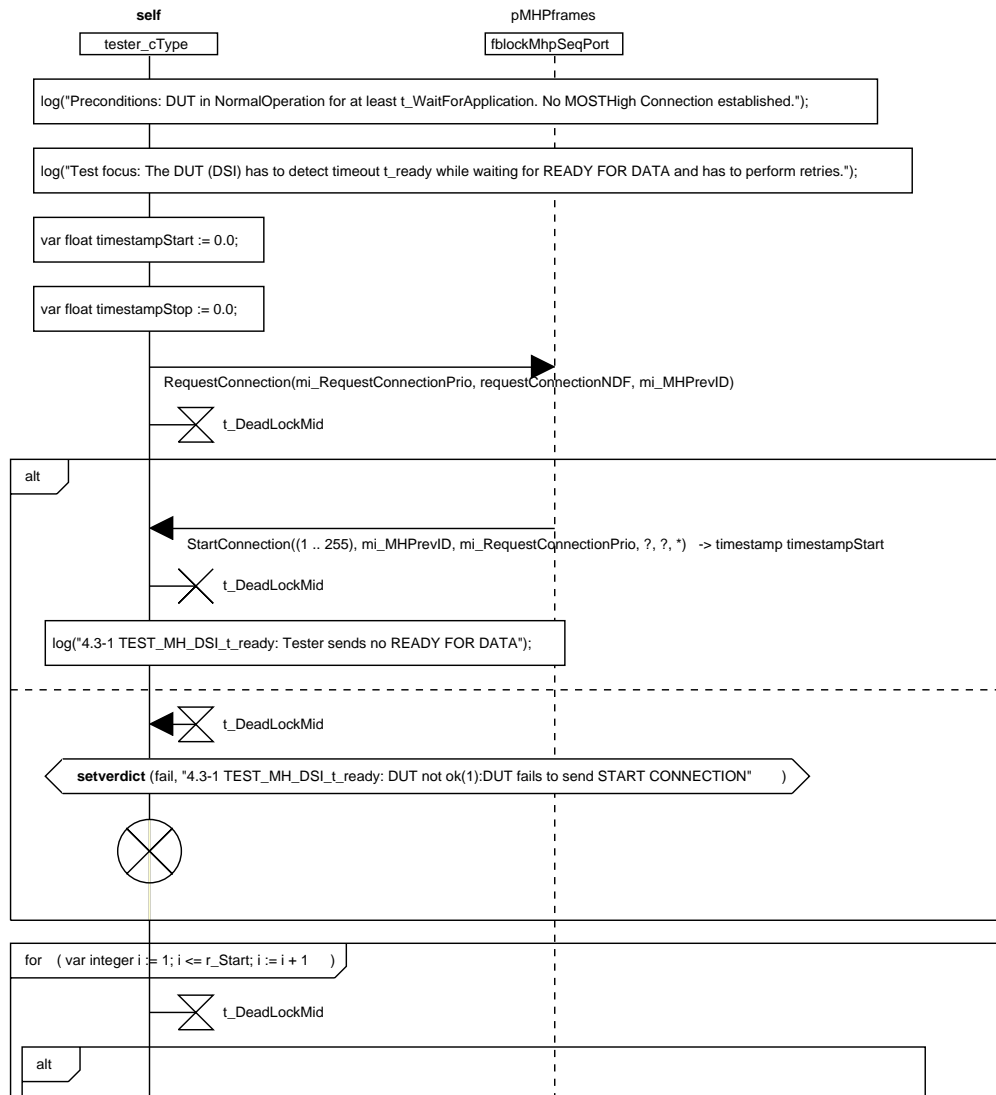 self
pMHPframes
tester_cType
fblockMhpSeqPort
log("Preconditions: DUT in NormalOperation for at least t_WaitForApplication. No MOSTHigh Connection established.");
log("Test focus: The DUT (DSI) has to detect timeout t_ready while waiting for READY FOR DATA and has to perform retries.");
var float timestampStart := 0.0;
var float timestampStop := 0.0;
RequestConnection(mi_RequestConnectionPrio, requestConnectionNDF, mi_MHPrevID)
t_DeadLockMid
alt
StartConnection((1 .. 255), mi_MHPrevID, mi_RequestConnectionPrio, ?, ?, *) -> timestamp timestampStart
t_DeadLockMid
log("4.3-1 TEST_MH_DSI_t_ready: Tester sends no READY FOR DATA");
t_DeadLockMid
setverdict (fail, "4.3-1 TEST_MH_DSI_t_ready: DUT not ok(1):DUT fails to send START CONNECTION" )
for ( var integer i := 1; i <= r_Start; i := i + 1 )
t_DeadLockMid
alt